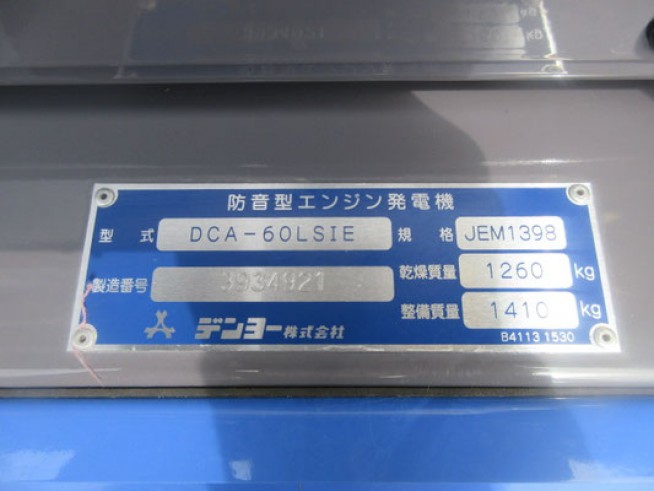 防音型エンジン発電機
型 式 DCA-60LSIE 規 格 JEM1398
製造番号 3934921 乾燥質量 1260 kg
整備質量 1410 kg
デンヨー株式会社
B4113 1530